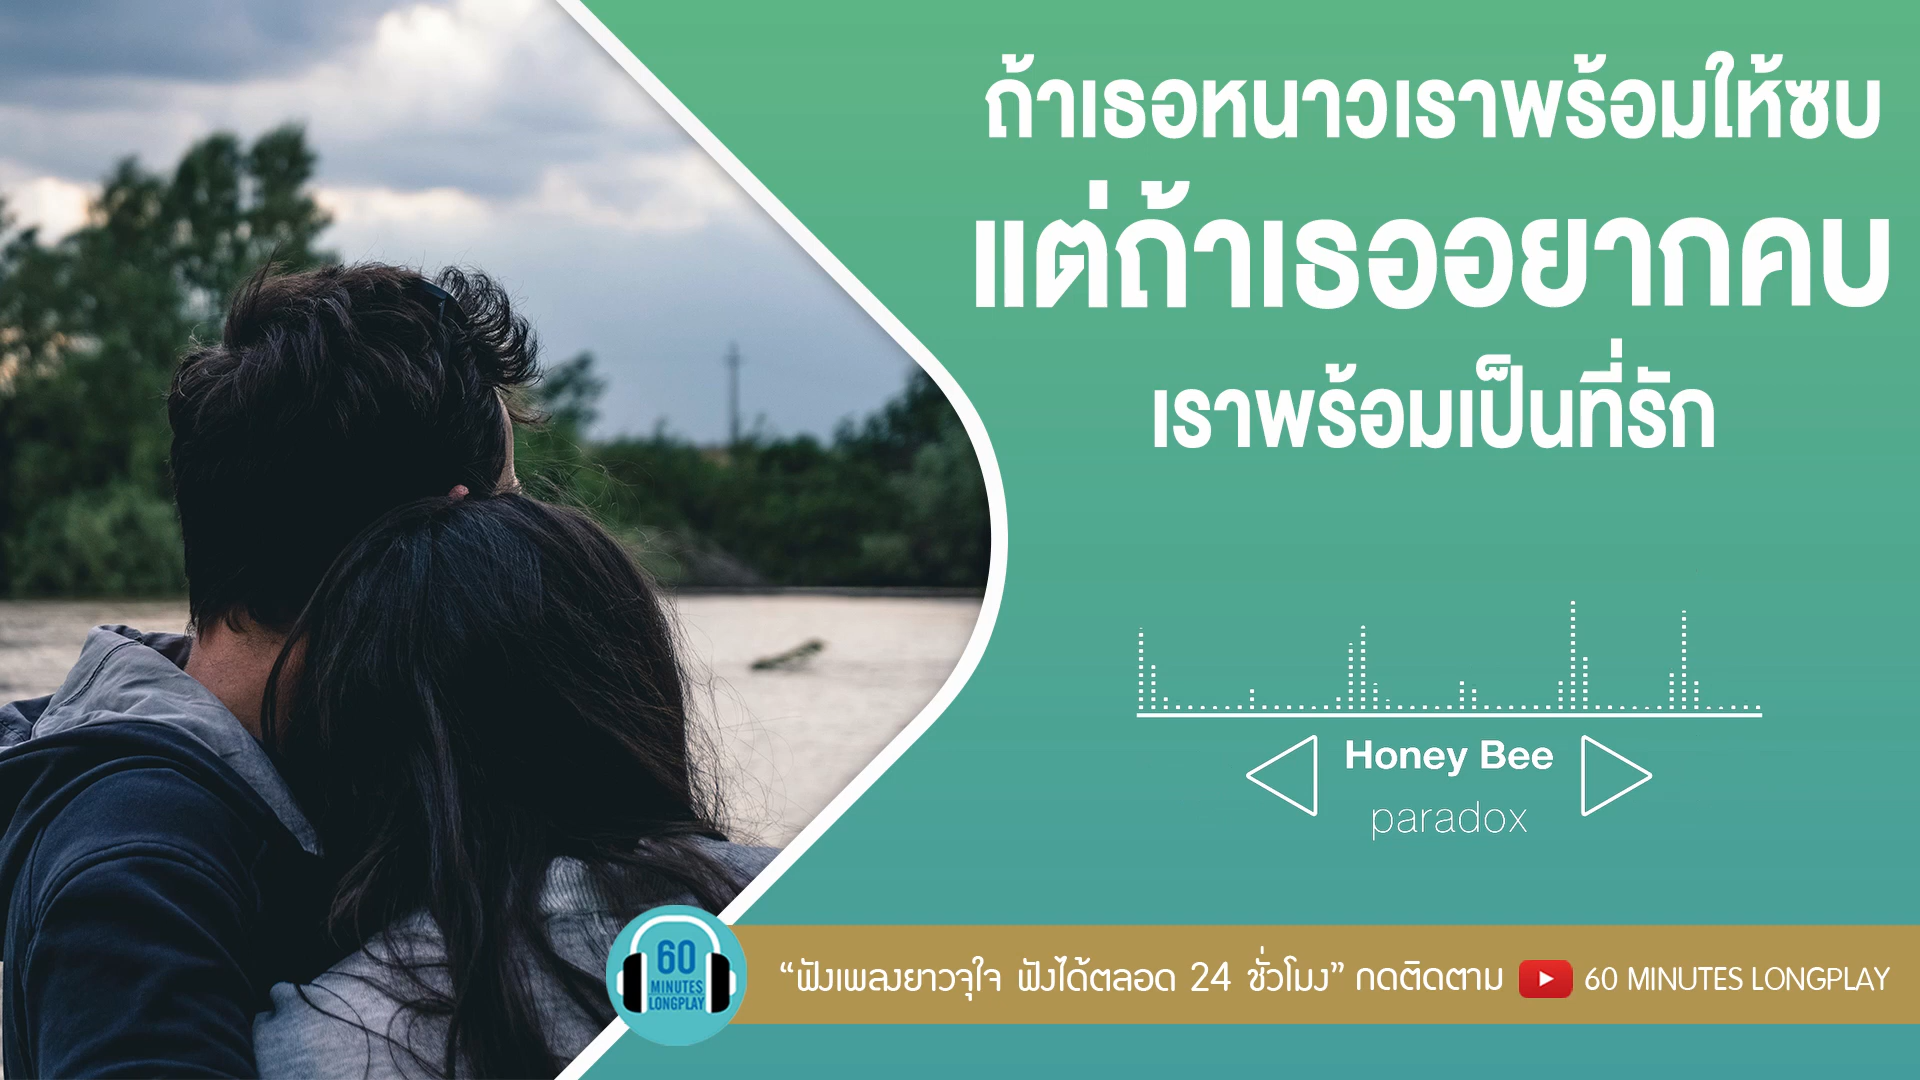 ถ้าเธอหนาวเราพร้อมให้ซบ
แต่ถ้าเธออยากคบ
เราพร้อมเป็นที่รัก
Honey Bee
paradox
60
MINUTES
LONGPLAY
“ฟังเพลงยาวจุใจ ฟังได้ตลอด 24 ชั่วโมง” กดติดตาม 60 MINUTES LONGPLAY